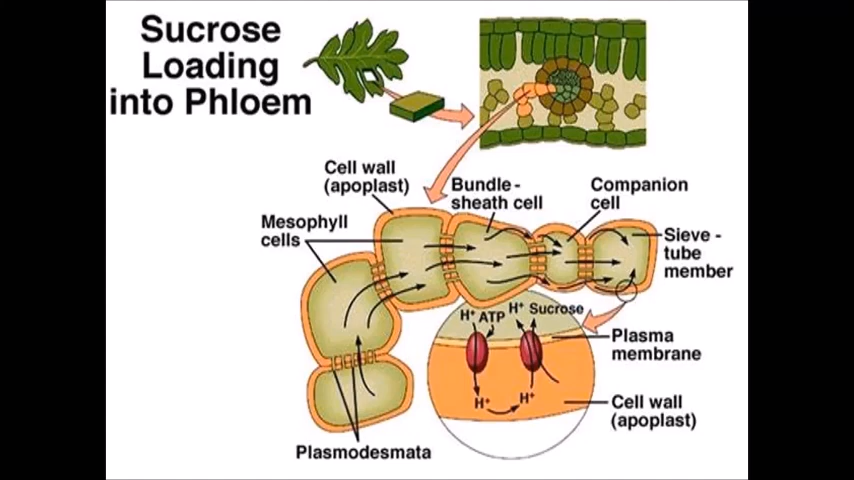 Sucrose
Loading
into Phloem
Cell wall
(apoplast)
Bundle-
sheath cell
Companion
cell
Mesophyll
cells
Sieve-
tube
member
H⁺ ATP H⁺ Sucrose
Plasma
membrane
H⁺ H⁺
Cell wall
(apoplast)
Plasmodesmata